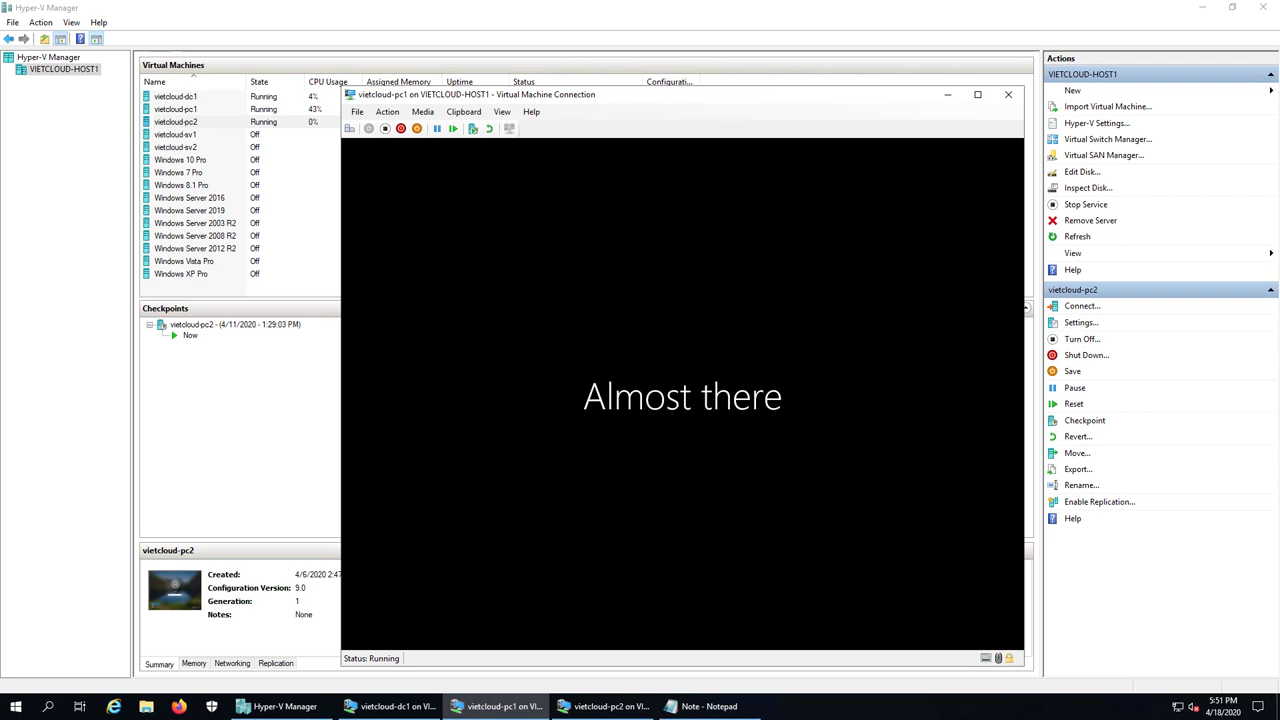 Hyper-V Manager
File Action View Help
Hyper-V Manager
VIETCLOUD-HOST1
Virtual Machines
Name State CPU Usage Assigned Memory Uptime Status Configurati...
vietcloud-dc1 Running 4%
vietcloud-pc1 Running 43%
vietcloud-pc2 Running 0%
vietcloud-sv1 Off
vietcloud-sv2 Off
Windows 10 Pro Off
Windows 7 Pro Off
Windows 8.1 Pro Off
Windows Server 2016 Off
Windows Server 2019 Off
Windows Server 2003 R2 Off
Windows Server 2008 R2 Off
Windows Server 2012 R2 Off
Windows Vista Pro Off
Windows XP Pro Off
Checkpoints
vietcloud-pc2 - (4/11/2020 - 1:29:03 PM)
Now
vietcloud-pc2
Created: 4/6/2020 2:47
Configuration Version: 9.0
Generation: 1
Notes: None
Summary Memory Networking Replication
vietcloud-pc1 on VIETCLOUD-HOST1 - Virtual Machine Connection
File Action Media Clipboard View Help
Almost there
Status: Running
Actions
VIETCLOUD-HOST1
New
Import Virtual Machine...
Hyper-V Settings...
Virtual Switch Manager...
Virtual SAN Manager...
Edit Disk...
Inspect Disk...
Stop Service
Remove Server
Refresh
View
Help
vietcloud-pc2
Connect...
Settings...
Turn Off...
Shut Down...
Save
Pause
Reset
Checkpoint
Revert...
Move...
Export...
Rename...
Enable Replication...
Help
Hyper-V Manager
vietcloud-dc1 on VI...
vietcloud-pc1 on VI...
vietcloud-pc2 on VI...
Note - Notepad
5:51 PM
4/18/2020